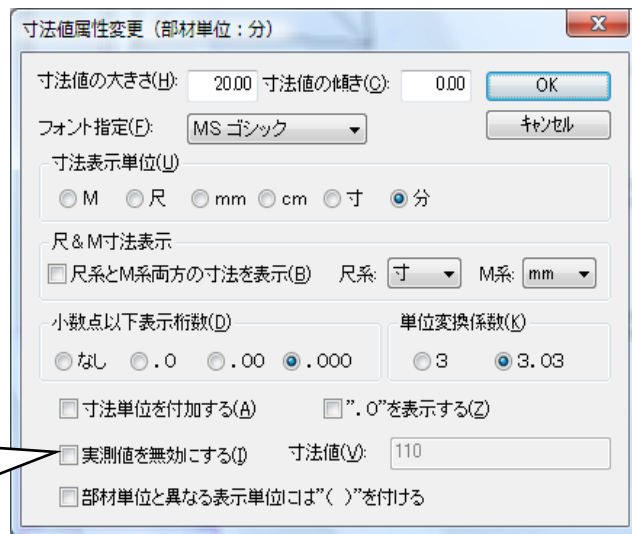 寸法値属性変更（部材単位：分）
寸法値の大きさ(H): 20.00 寸法値の傾き(C): 0.00 OK
フォント指定(F): MS ゴシック キャンセル
寸法表示単位(U)
M 尺 mm cm 寸 分
尺＆M寸法表示
尺系とM系両方の寸法を表示(B) 尺系: 寸 M系: mm
小数点以下表示桁数(D) 単位変換係数(K)
なし .0 .00 .000 3 3.03
寸法単位を付加する(A) ".0"を表示する(Z)
実測値を無効にする(I) 寸法値(V): 110
部材単位と異なる表示単位には"( )"を付ける